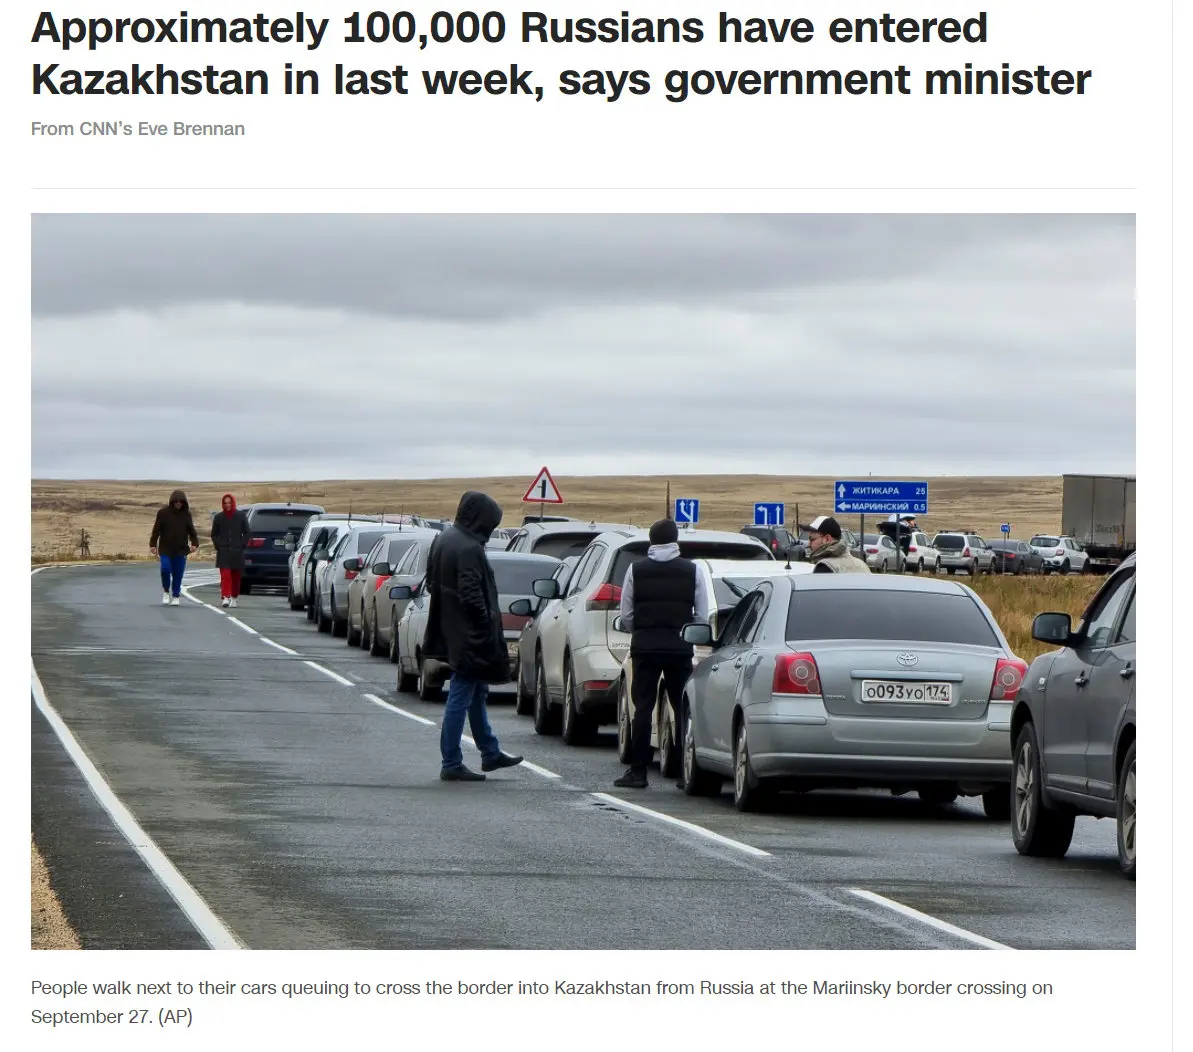 Approximately 100,000 Russians have entered
Kazakhstan in last week, says government minister
From CNN's Eve Brennan
ЖИТИКАРА 25
МАРИИНСКИЙ 0.5
о093уо 174
People walk next to their cars queuing to cross the border into Kazakhstan from Russia at the Mariinsky border crossing on
September 27. (AP)